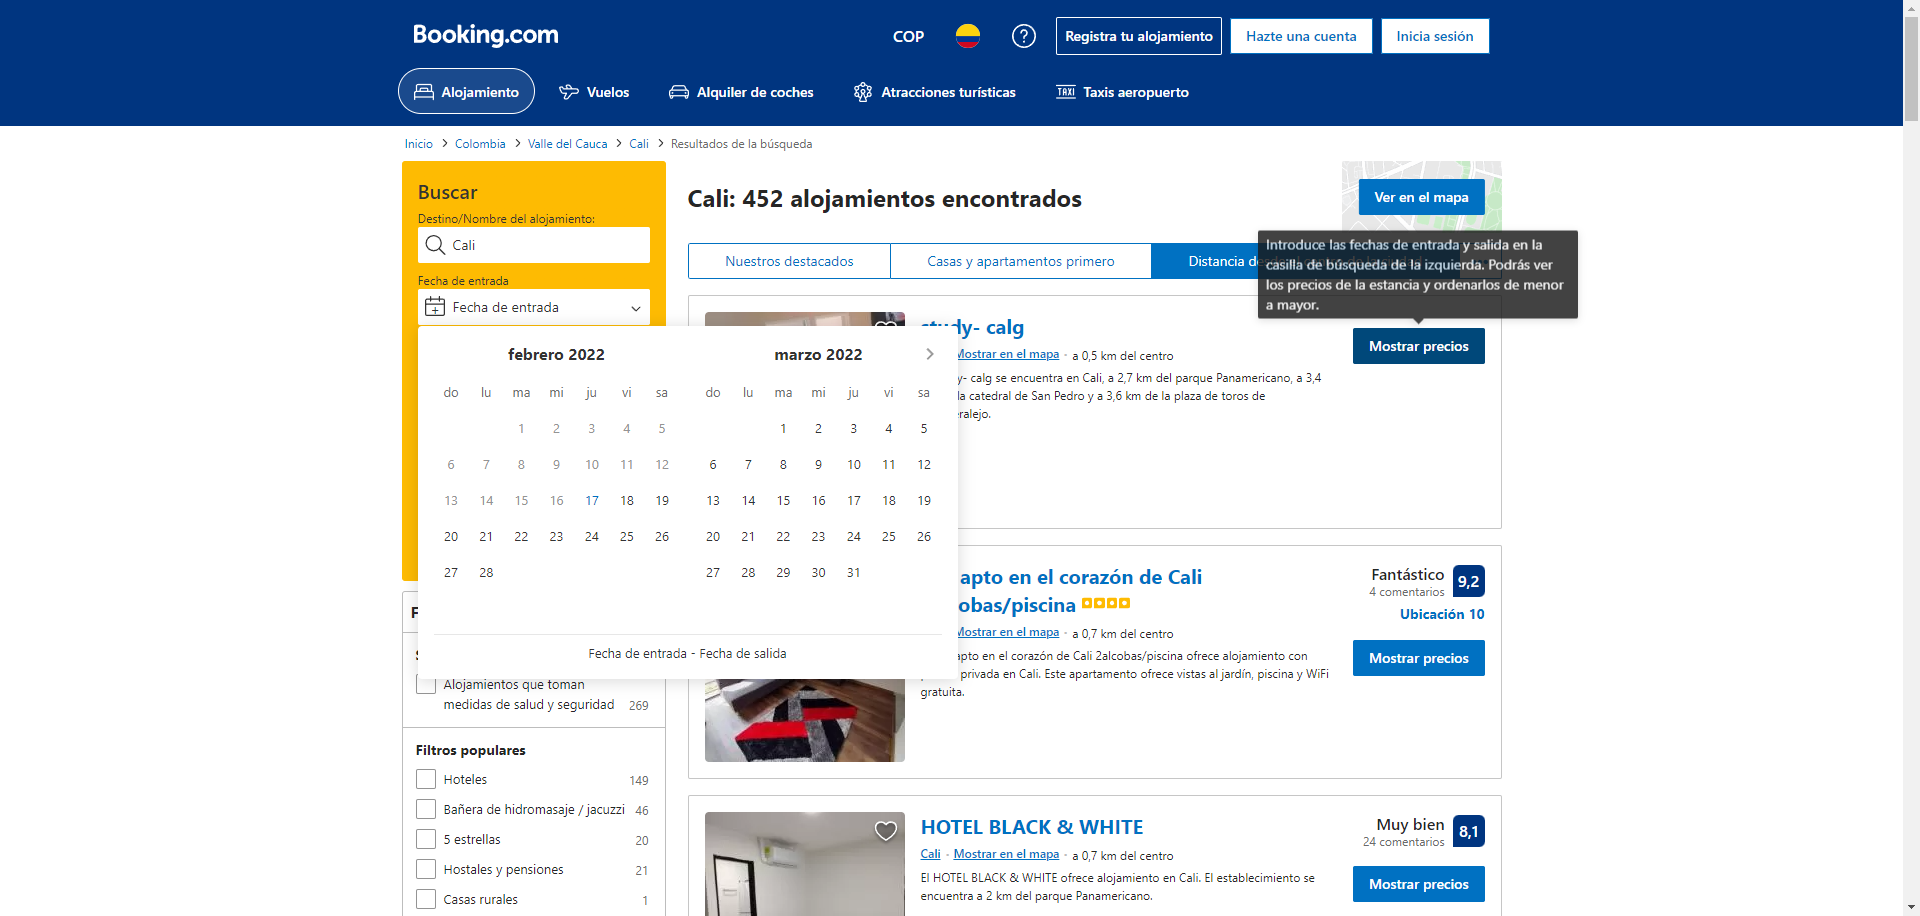 Booking.com
COP
Registra tu alojamiento
Hazte una cuenta
Inicia sesión
Alojamiento
Vuelos
Alquiler de coches
Atracciones turísticas
TAXI
Taxis aeropuerto
Inicio
Colombia
Valle del Cauca
Cali
Resultados de la búsqueda
Buscar
Destino/Nombre del alojamiento:
Cali
Fecha de entrada
Fecha de entrada
febrero 2022
do lu ma mi ju vi sa
1 2 3 4 5
6 7 8 9 10 11 12
13 14 15 16 17 18 19
20 21 22 23 24 25 26
27 28
marzo 2022
do lu ma mi ju vi sa
1 2 3 4 5
6 7 8 9 10 11 12
13 14 15 16 17 18 19
20 21 22 23 24 25 26
27 28 29 30 31
Fecha de entrada - Fecha de salida
Alojamientos que toman
medidas de salud y seguridad 269
Filtros populares
Hoteles 149
Bañera de hidromasaje / jacuzzi 46
5 estrellas 20
Hostales y pensiones 21
Casas rurales 1
Cali: 452 alojamientos encontrados
Ver en el mapa
Nuestros destacados
Casas y apartamentos primero
Distancia
Introduce las fechas de entrada y salida en la
casilla de búsqueda de la izquierda. Podrás ver
los precios de la estancia y ordenarlos de menor
a mayor.
study- calg
Mostrar en el mapa · a 0,5 km del centro
calg se encuentra en Cali, a 2,7 km del parque Panamericano, a 3,4
la catedral de San Pedro y a 3,6 km de la plaza de toros de
Mostrar precios
apto en el corazón de Cali
/piscina
Mostrar en el mapa · a 0,7 km del centro
apto en el corazón de Cali 2alcobas/piscina ofrece alojamiento con
privada en Cali. Este apartamento ofrece vistas al jardín, piscina y WiFi
gratuita.
Fantástico
4 comentarios
9,2
Ubicación 10
Mostrar precios
HOTEL BLACK & WHITE
Cali · Mostrar en el mapa · a 0,7 km del centro
El HOTEL BLACK & WHITE ofrece alojamiento en Cali. El establecimiento se
encuentra a 2 km del parque Panamericano.
Muy bien
24 comentarios
8,1
Mostrar precios